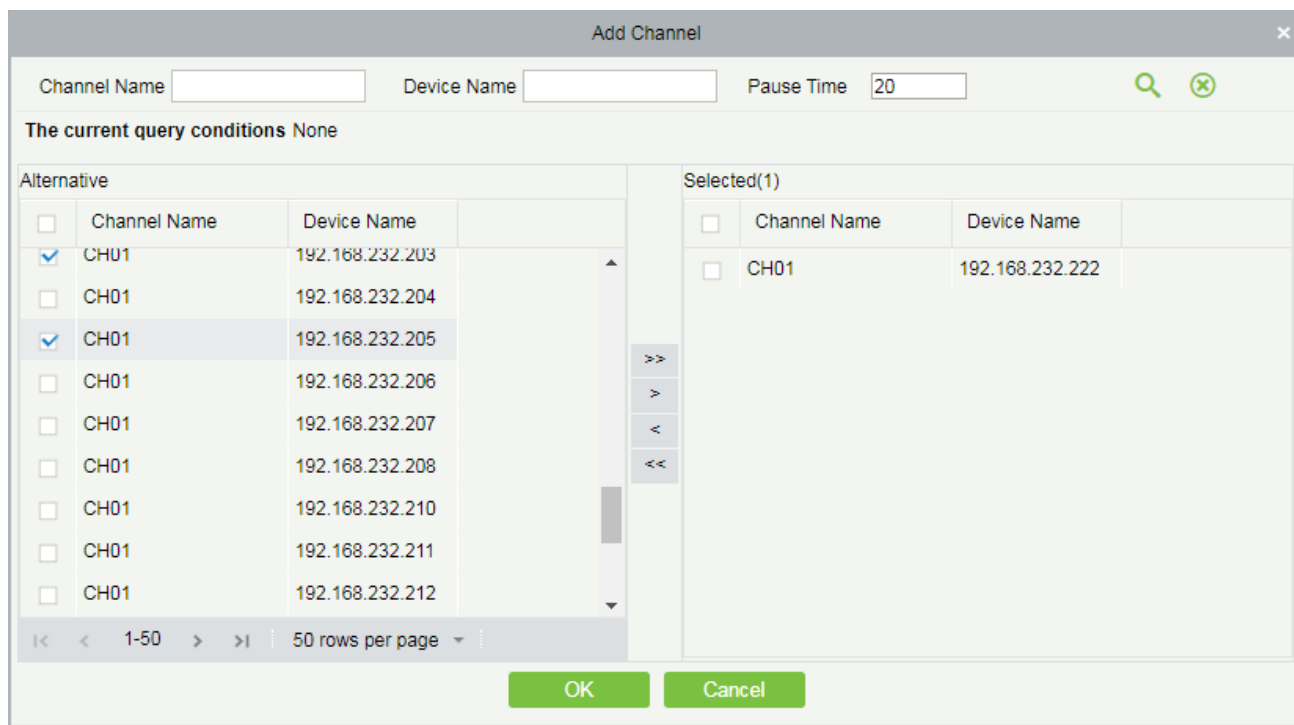 Add Channel ×
Channel Name Device Name Pause Time 20
The current query conditions None
Alternative
Channel Name Device Name
CH01 192.168.232.203
CH01 192.168.232.204
CH01 192.168.232.205
CH01 192.168.232.206
CH01 192.168.232.207
CH01 192.168.232.208
CH01 192.168.232.210
CH01 192.168.232.211
CH01 192.168.232.212
|< < 1-50 > >| 50 rows per page
>>
>
<
<<
Selected(1)
Channel Name Device Name
CH01 192.168.232.222
OK Cancel